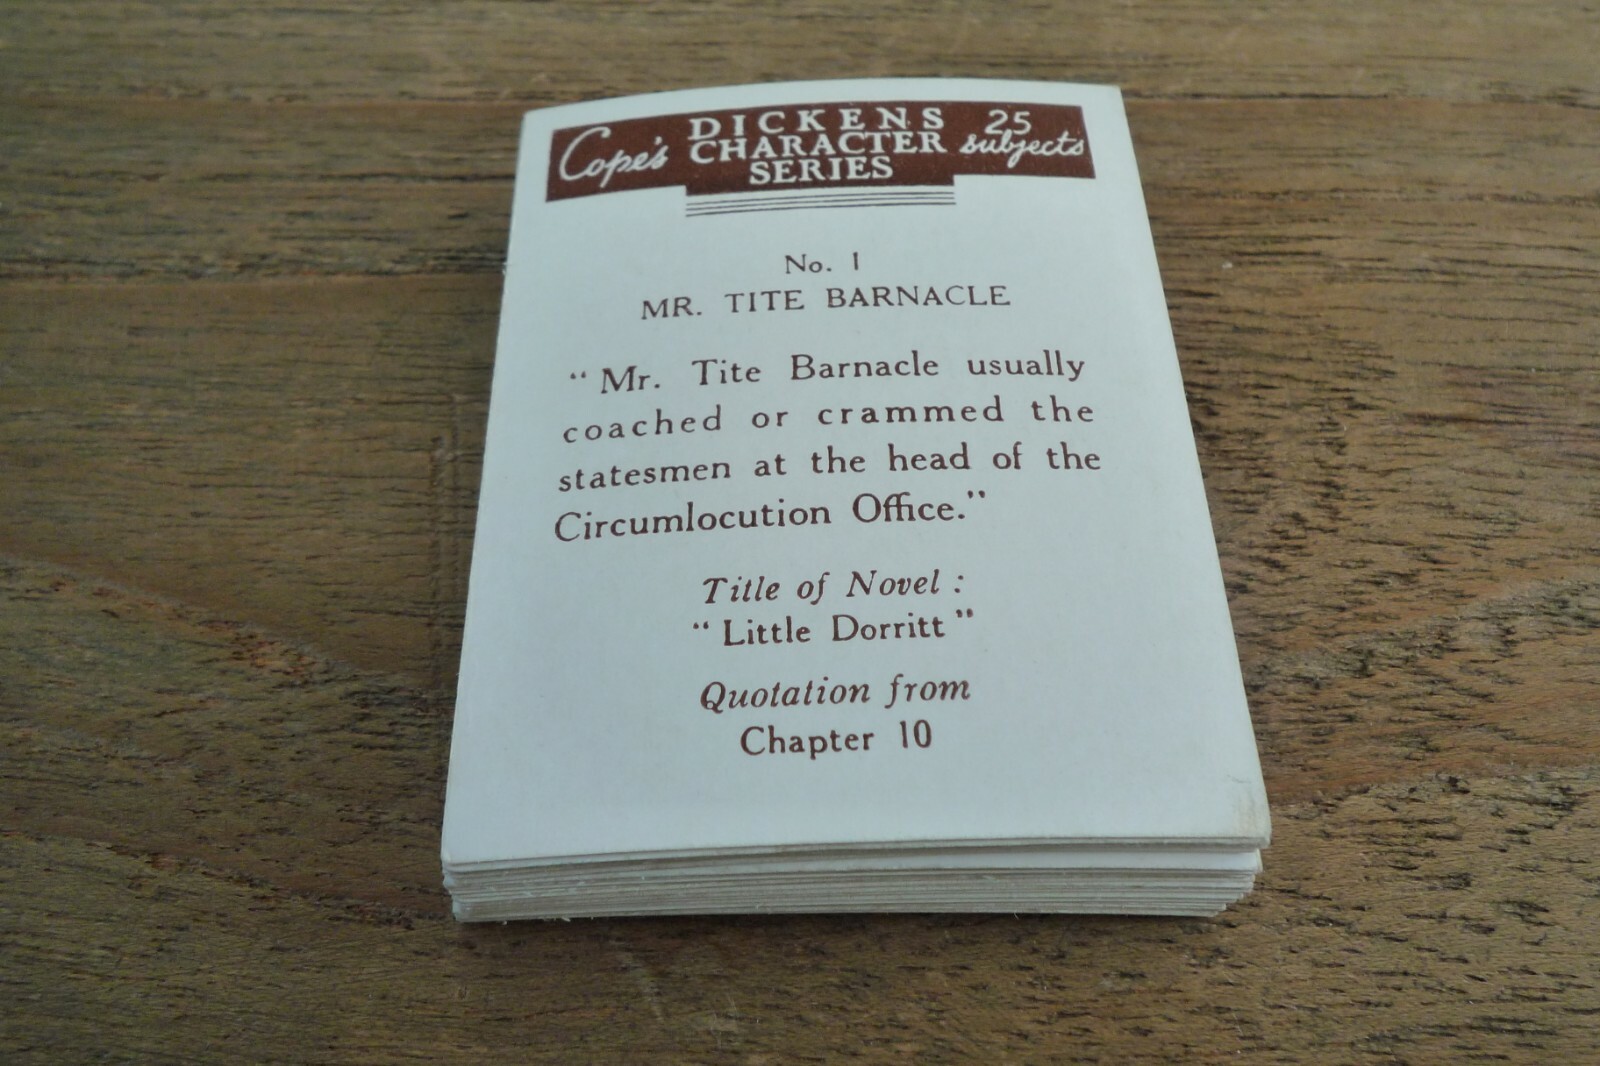 Cope's DICKENS CHARACTER SERIES 25 subjects
No. 1
MR. TITE BARNACLE
“Mr. Tite Barnacle usually
coached or crammed the
statesmen at the head of the
Circumlocution Office.”
Title of Novel :
“Little Dorritt”
Quotation from
Chapter 10